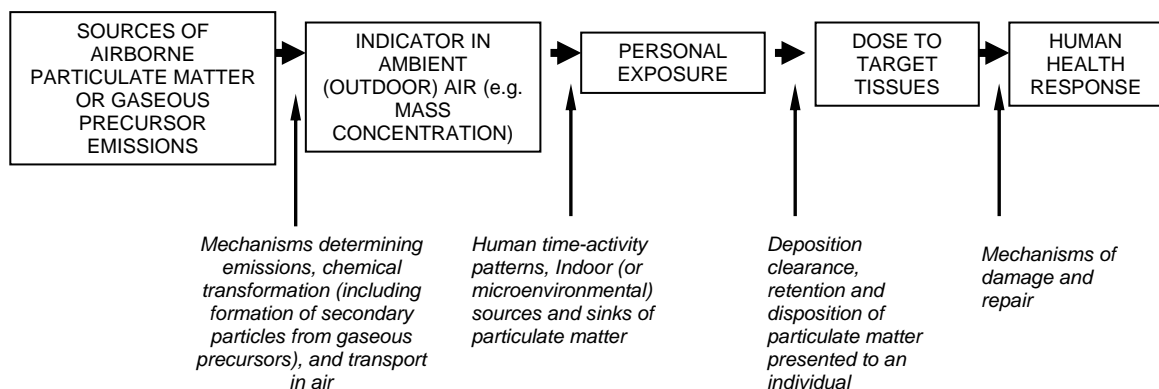 SOURCES OF
AIRBORNE
PARTICULATE MATTER
OR GASEOUS
PRECURSOR
EMISSIONS
INDICATOR IN
AMBIENT
(OUTDOOR) AIR (e.g.
MASS
CONCENTRATION)
PERSONAL
EXPOSURE
DOSE TO
TARGET
TISSUES
HUMAN
HEALTH
RESPONSE
Mechanisms determining
emissions, chemical
transformation (including
formation of secondary
particles from gaseous
precursors), and transport
in air
Human time-activity
patterns, Indoor (or
microenvironmental)
sources and sinks of
particulate matter
Deposition
clearance,
retention and
disposition of
particulate matter
presented to an
individual
Mechanisms of
damage and
repair